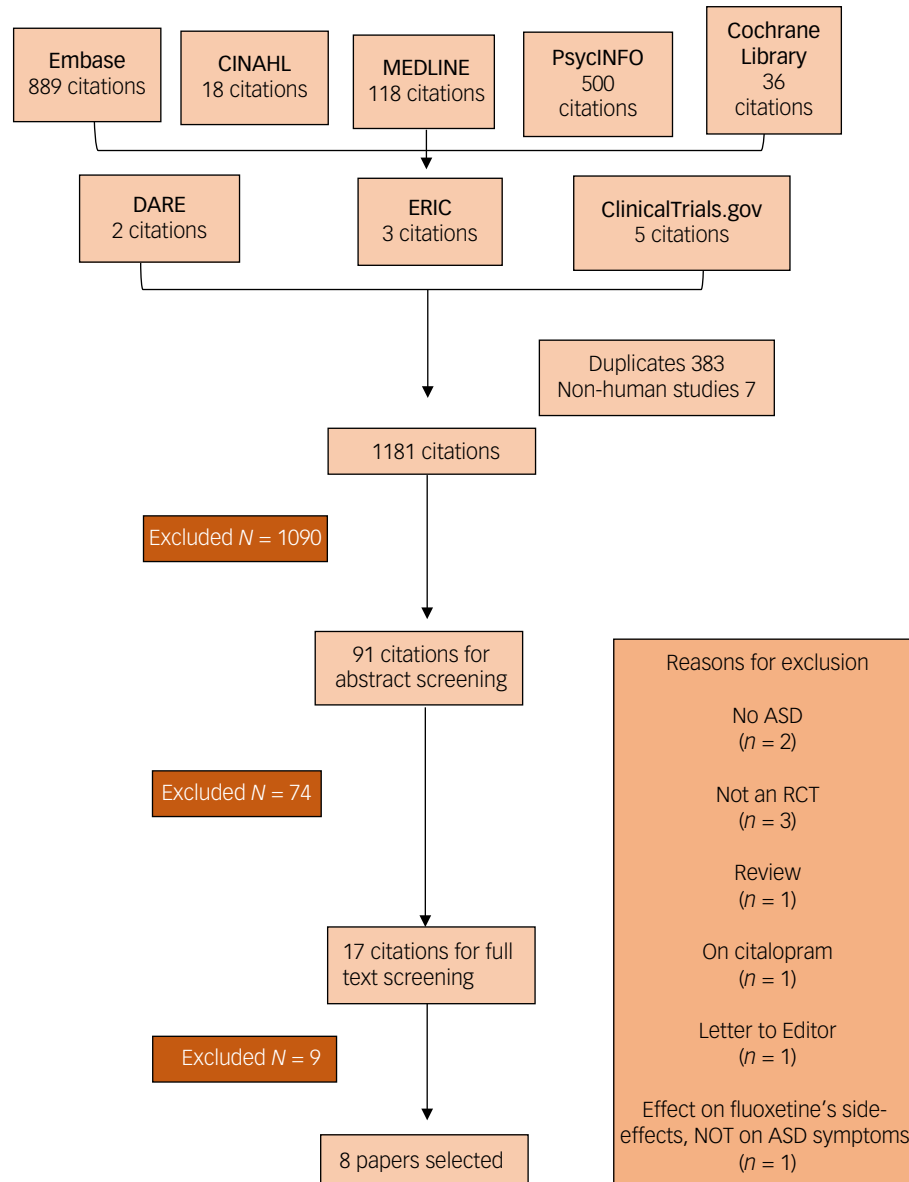 Embase
889 citations
CINAHL
18 citations
MEDLINE
118 citations
PsycINFO
500
citations
Cochrane
Library
36
citations
DARE
2 citations
ERIC
3 citations
ClinicalTrials.gov
5 citations
Duplicates 383
Non-human studies 7
1181 citations
Excluded N = 1090
91 citations for
abstract screening
Excluded N = 74
17 citations for full
text screening
Excluded N = 9
8 papers selected
Reasons for exclusion
No ASD
(n = 2)
Not an RCT
(n = 3)
Review
(n = 1)
On citalopram
(n = 1)
Letter to Editor
(n = 1)
Effect on fluoxetine’s side-
effects, NOT on ASD symptoms
(n = 1)